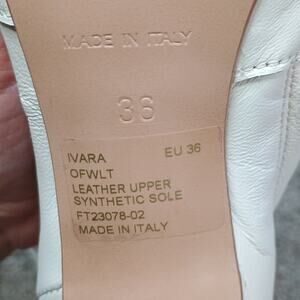 MADE IN ITALY
36
IVARA EU 36
OFWLT
LEATHER UPPER
SYNTHETIC SOLE
FT23078-02
MADE IN ITALY